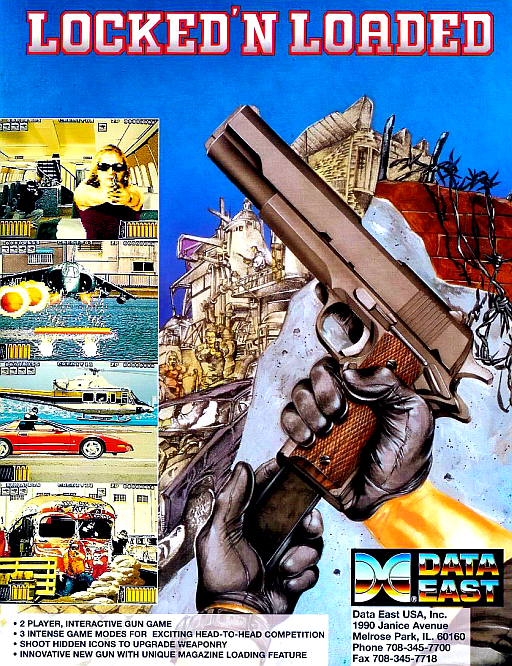 LOCKED'N LOADED
• 2 PLAYER, INTERACTIVE GUN GAME
• 3 INTENSE GAME MODES FOR EXCITING HEAD-TO-HEAD COMPETITION
• SHOOT HIDDEN ICONS TO UPGRADE WEAPONRY
• INNOVATIVE NEW GUN WITH UNIQUE MAGAZINE LOADING FEATURE
DATA
EAST
®
Data East USA, Inc.
1990 Janice Avenue
Melrose Park, IL. 60160
Phone 708-345-7700
Fax 708-345-7718